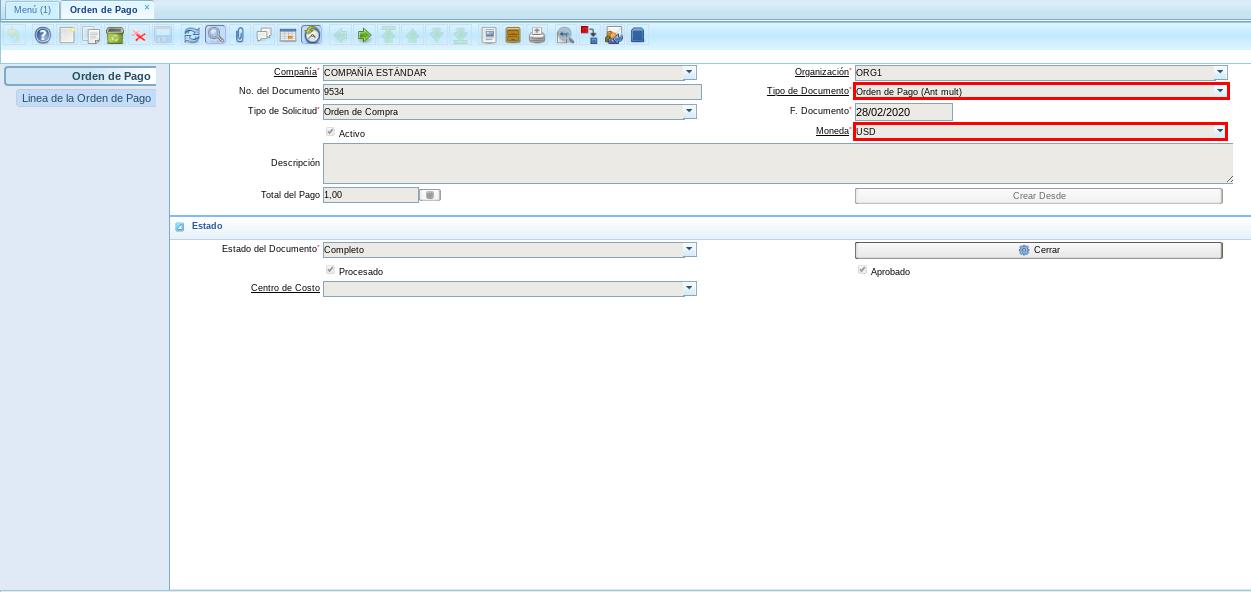 Menú (1)
Orden de Pago
Orden de Pago
Linea de la Orden de Pago
Compañía* COMPAÑÍA ESTÁNDAR
Organización* ORG1
No. del Documento 9534
Tipo de Documento* Orden de Pago (Ant mult)
Tipo de Solicitud* Orden de Compra
F. Documento* 28/02/2020
Activo
Moneda* USD
Descripción
Total del Pago 1,00
Crear Desde
Estado
Estado del Documento* Completo
Cerrar
Procesado
Aprobado
Centro de Costo